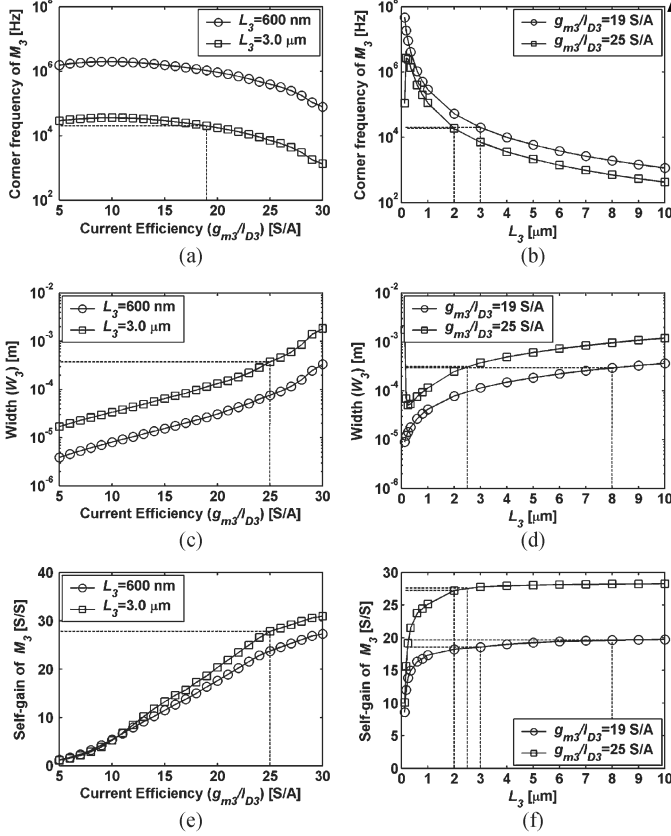 Corner frequency of M3 [Hz]
10^6
10^4
10^2
5 10 15 20 25 30
Current Efficiency (gm3/ID3) [S/A]
L3=600 nm
L3=3.0 μm
(a)
Corner frequency of M3 [Hz]
10^6
10^4
10^2
0 1 2 3 4 5 6 7 8 9 10
L3 [μm]
gm3/ID3=19 S/A
gm3/ID3=25 S/A
(b)
Width (W3) [m]
10^-2
10^-3
10^-4
10^-5
10^-6
5 10 15 20 25 30
Current Efficiency (gm3/ID3) [S/A]
L3=600 nm
L3=3.0 μm
(c)
Width (W3) [m]
10^-2
10^-3
10^-4
10^-5
10^-6
0 1 2 3 4 5 6 7 8 9 10
L3 [μm]
gm3/ID3=19 S/A
gm3/ID3=25 S/A
(d)
Self-gain of M3 [S/S]
40
30
20
10
0
5 10 15 20 25 30
Current Efficiency (gm3/ID3) [S/A]
L3=600 nm
L3=3.0 μm
(e)
Self-gain of M3 [S/S]
30
25
20
15
10
5
0
0 1 2 3 4 5 6 7 8 9 10
L3 [μm]
gm3/ID3=19 S/A
gm3/ID3=25 S/A
(f)